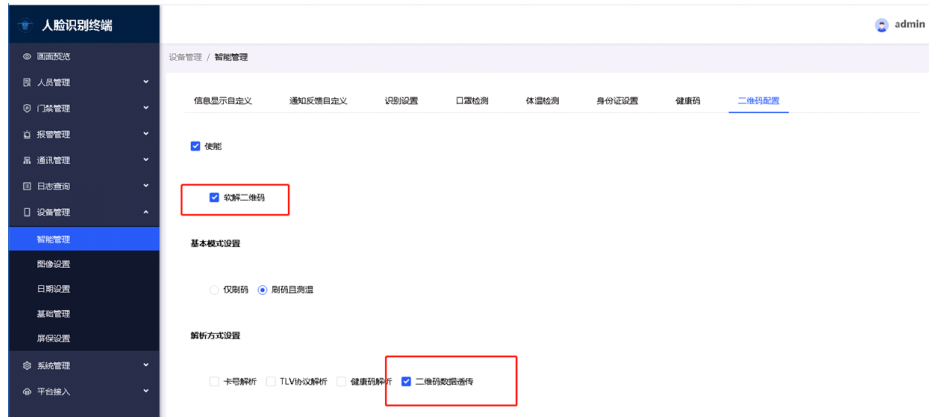 人脸识别终端
admin
画面预览
人员管理
门禁管理
报警管理
通讯管理
日志查询
设备管理
智能管理
图像设置
日期设置
基础管理
屏保设置
系统管理
平台接入
设备管理 / 智能管理
信息显示自定义 通知反馈自定义 识别设置 口罩检测 体温检测 身份证设置 健康码 二维码配置
使能
软解二维码
基本模式设置
仅刷码 刷码且测温
解析方式设置
卡号解析 TLV协议解析 健康码解析 二维码数据透传